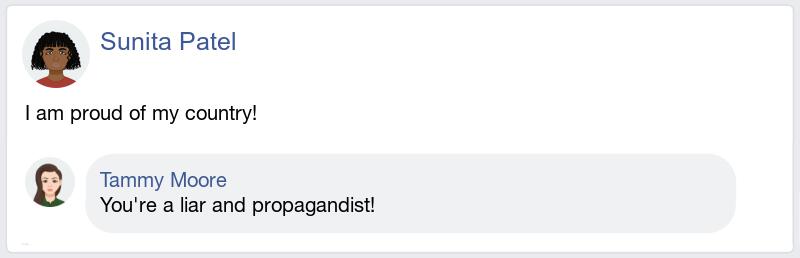 Sunita Patel
I am proud of my country!
Tammy Moore
You're a liar and propagandist!